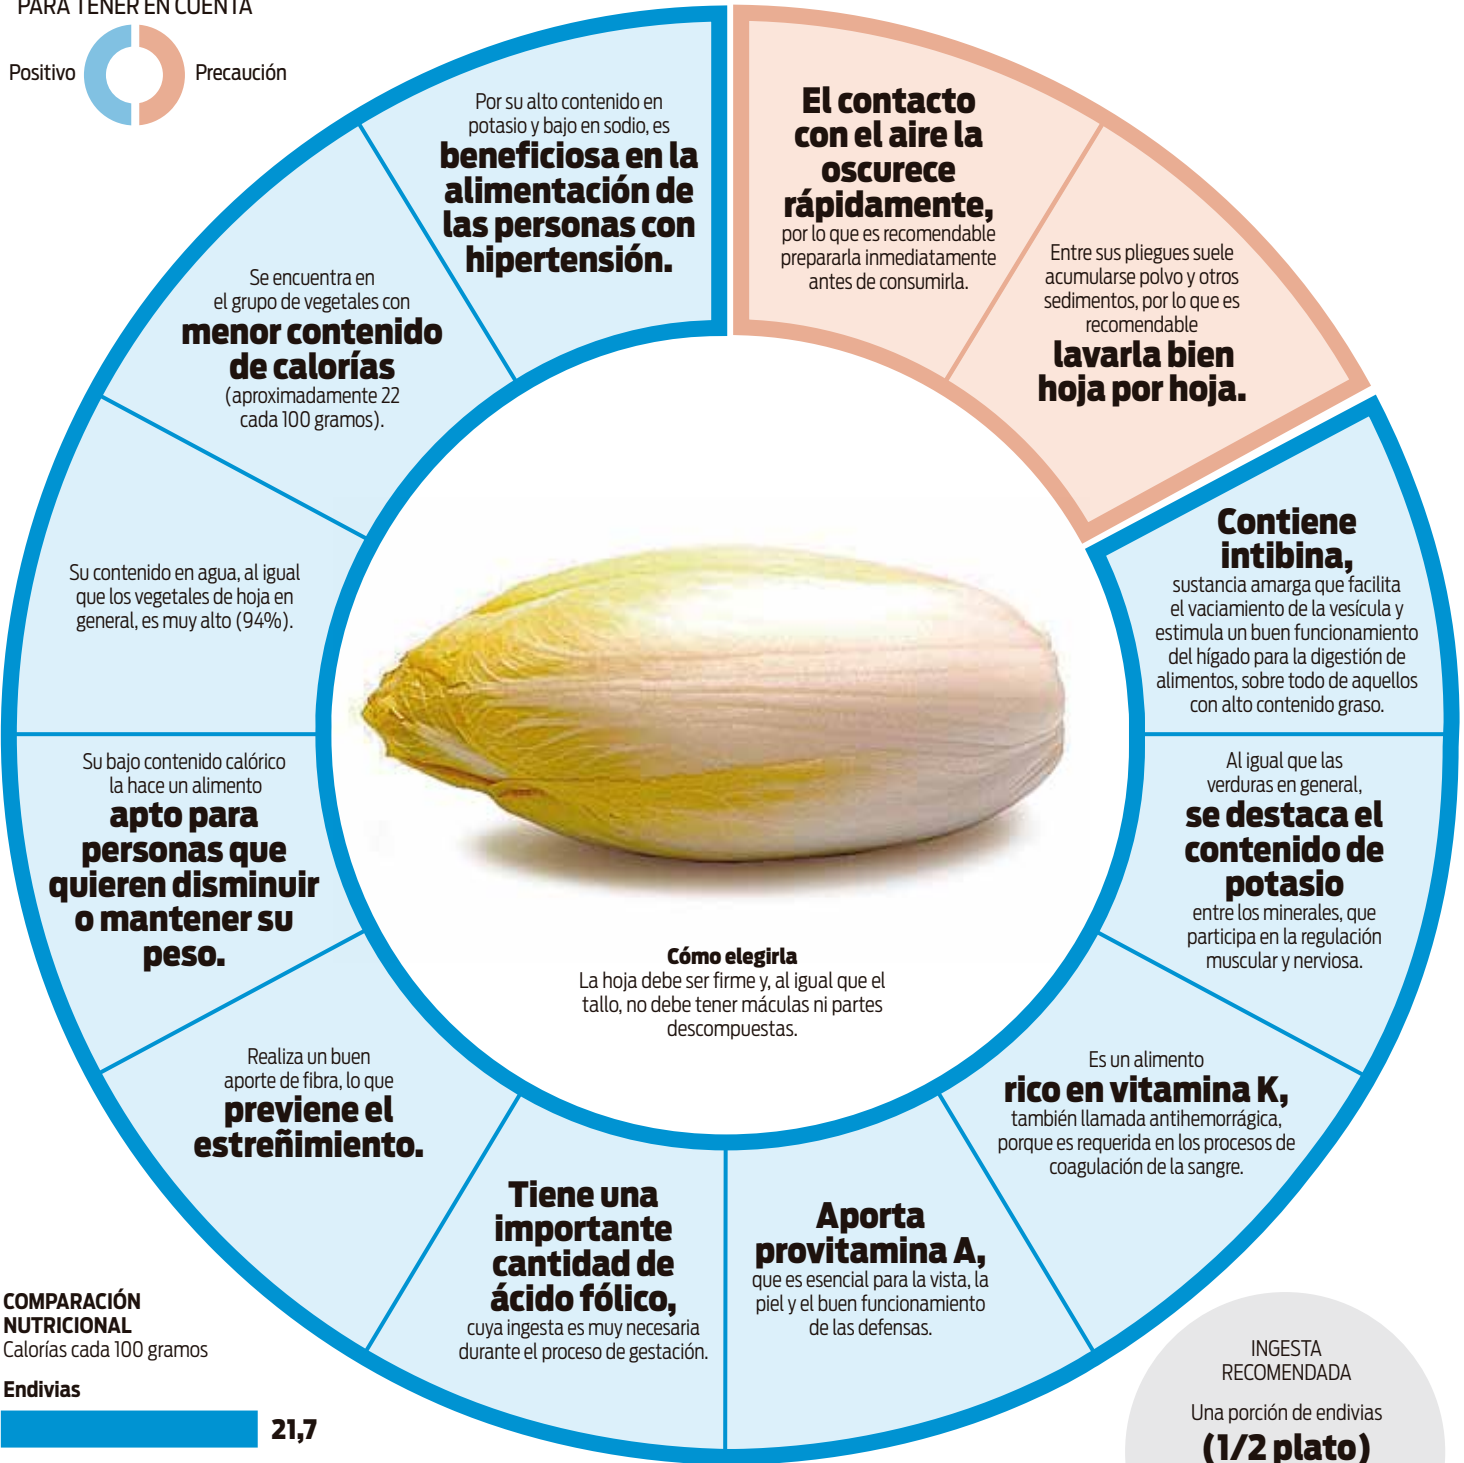 PARA TENER EN CUENTA
Positivo
Precaución
Por su alto contenido en
potasio y bajo en sodio, es
beneficiosa en la
alimentación de
las personas con
hipertensión.
El contacto
con el aire la
oscurece
rápidamente,
por lo que es recomendable
prepararla inmediatamente
antes de consumirla.
Entre sus pliegues suele
acumularse polvo y otros
sedimentos, por lo que es
recomendable
lavarla bien
hoja por hoja.
Contiene
intibina,
sustancia amarga que facilita
el vaciamiento de la vesícula y
estimula un buen funcionamiento
del hígado para la digestión de
alimentos, sobre todo de aquellos
con alto contenido graso.
Al igual que las
verduras en general,
se destaca el
contenido de
potasio
entre los minerales, que
participa en la regulación
muscular y nerviosa.
Es un alimento
rico en vitamina K,
también llamada antihemorrágica,
porque es requerida en los procesos de
coagulación de la sangre.
Aporta
provitamina A,
que es esencial para la vista, la
piel y el buen funcionamiento
de las defensas.
Tiene una
importante
cantidad de
ácido fólico,
cuya ingesta es muy necesaria
durante el proceso de gestación.
Realiza un buen
aporte de fibra, lo que
previene el
estreñimiento.
Su bajo contenido calórico
la hace un alimento
apto para
personas que
quieren disminuir
o mantener su
peso.
Su contenido en agua, al igual
que los vegetales de hoja en
general, es muy alto (94%).
Se encuentra en
el grupo de vegetales con
menor contenido
de calorías
(aproximadamente 22
cada 100 gramos).
Cómo elegirla
La hoja debe ser firme y, al igual que el
tallo, no debe tener máculas ni partes
descompuestas.
COMPARACIÓN
NUTRICIONAL
Calorías cada 100 gramos
Endivias
21,7
INGESTA
RECOMENDADA
Una porción de endivias
(1/2 plato)